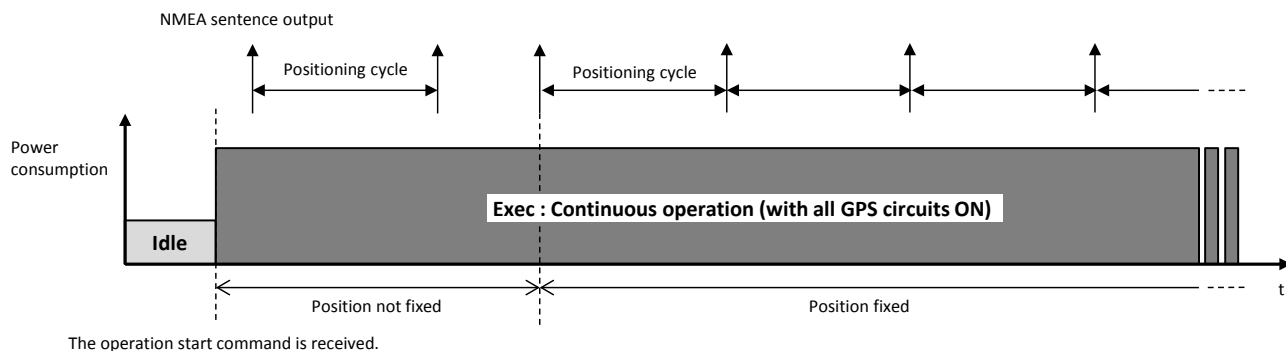 NMEA sentence output
Positioning cycle
Positioning cycle
Power
consumption
Exec : Continuous operation (with all GPS circuits ON)
Idle
t
Position not fixed
Position fixed
The operation start command is received.